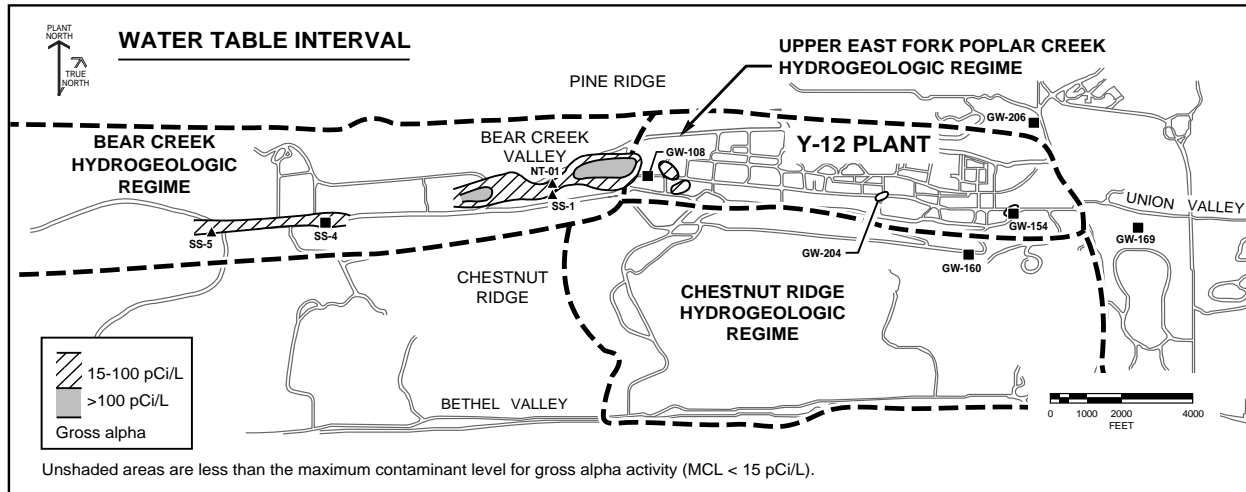 PLANT
NORTH
TRUE
NORTH
WATER TABLE INTERVAL
PINE RIDGE
UPPER EAST FORK POPLAR CREEK
HYDROGEOLOGIC REGIME
GW-206
BEAR CREEK
HYDROGEOLOGIC
REGIME
BEAR CREEK
VALLEY
NT-01
GW-108
Y-12 PLANT
SS-1
SS-5
SS-4
UNION VALLEY
GW-154
GW-169
GW-204
GW-160
CHESTNUT
RIDGE
CHESTNUT RIDGE
HYDROGEOLOGIC
REGIME
15-100 pCi/L
>100 pCi/L
Gross alpha
BETHEL VALLEY
0 1000 2000 4000
FEET
Unshaded areas are less than the maximum contaminant level for gross alpha activity (MCL < 15 pCi/L).